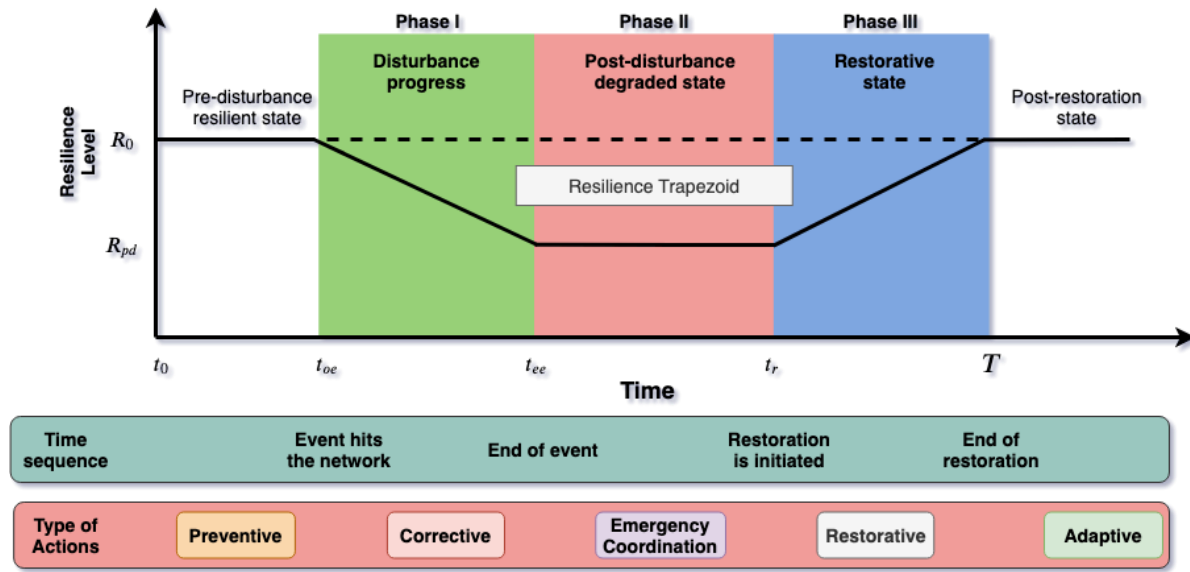 Phase I
Phase II
Phase III
Disturbance
progress
Post-disturbance
degraded state
Restorative
state
Pre-disturbance
resilient state
Post-restoration
state
Resilience
Level
R0
Resilience Trapezoid
Rpd
t0
toe
tee
tr
T
Time
Time
sequence
Event hits
the network
End of event
Restoration
is initiated
End of
restoration
Type of
Actions
Preventive
Corrective
Emergency
Coordination
Restorative
Adaptive